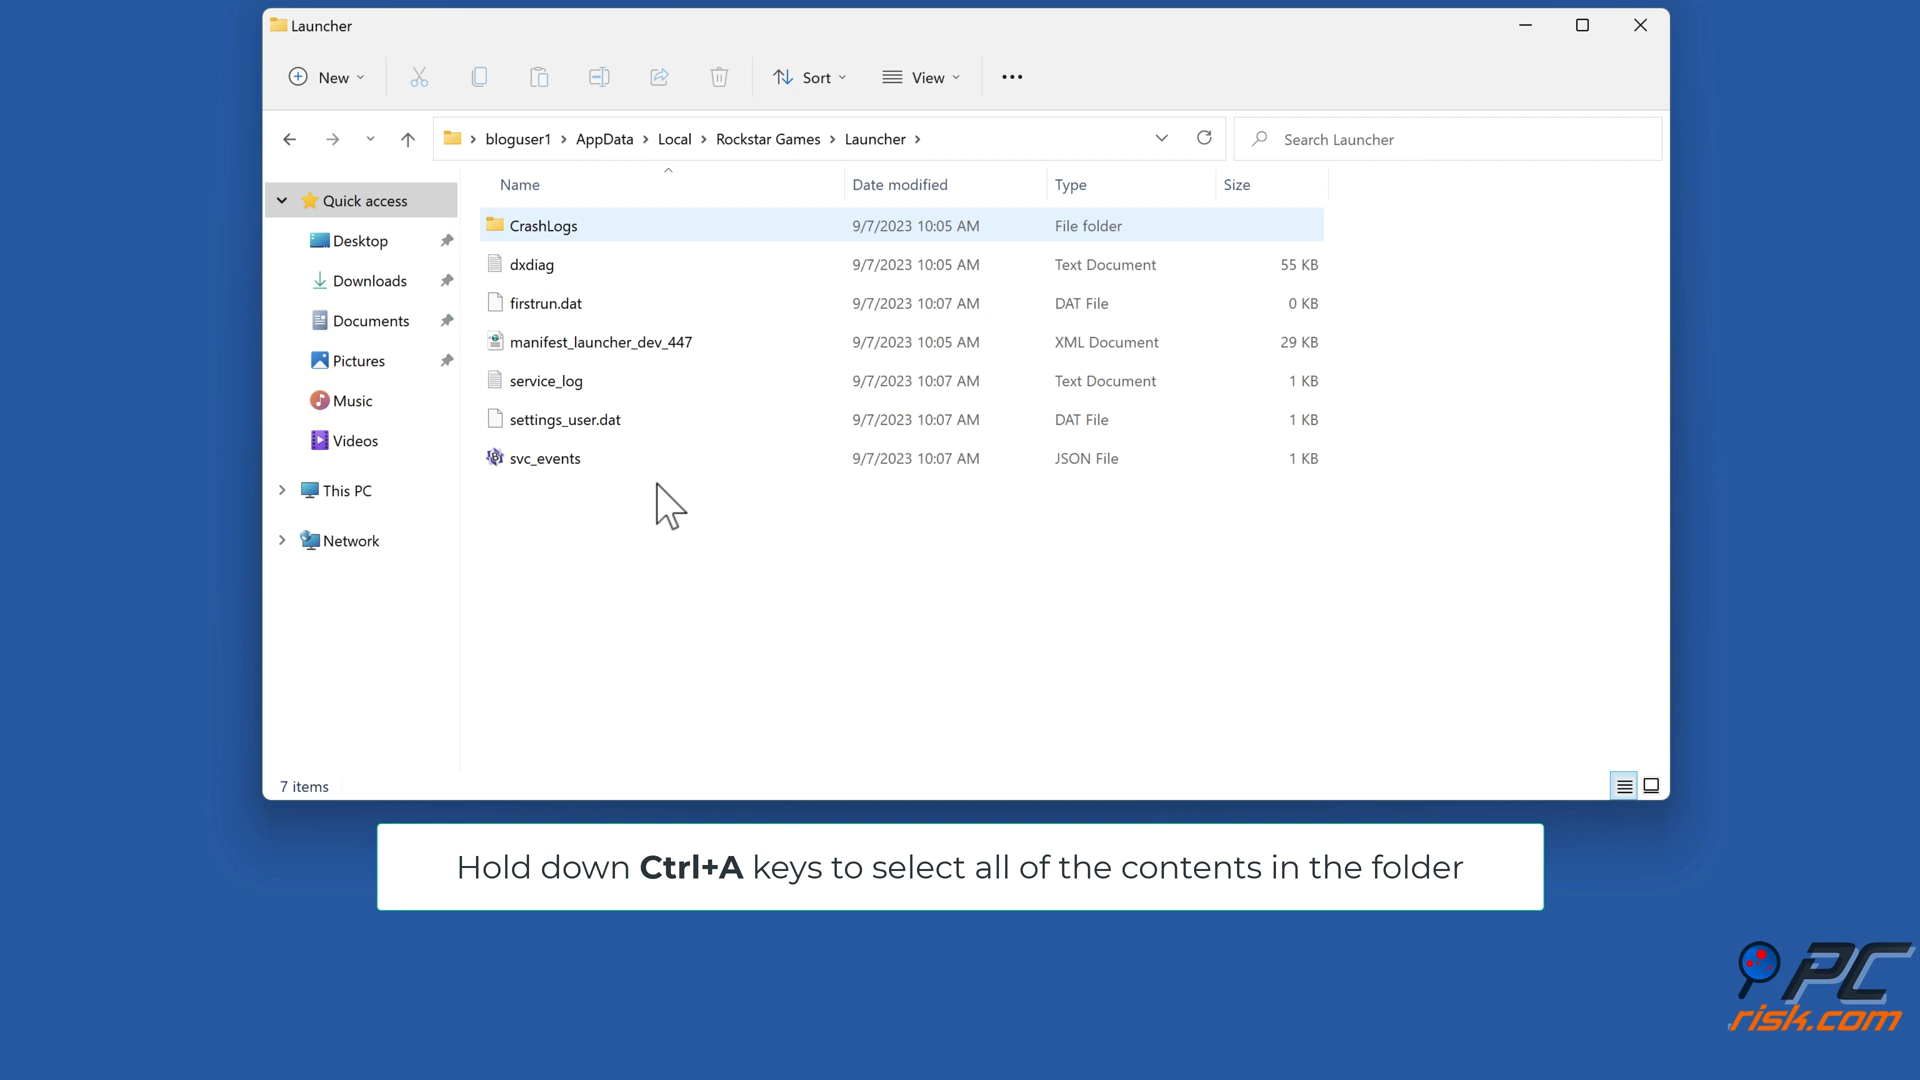 Launcher
New
Sort
View
bloguser1 > AppData > Local > Rockstar Games > Launcher >
Search Launcher
Name Date modified Type Size
Quick access
Desktop
Downloads
Documents
Pictures
Music
Videos
This PC
Network
CrashLogs 9/7/2023 10:05 AM File folder
dxdiag 9/7/2023 10:05 AM Text Document 55 KB
firstrun.dat 9/7/2023 10:07 AM DAT File 0 KB
manifest_launcher_dev_447 9/7/2023 10:05 AM XML Document 29 KB
service_log 9/7/2023 10:07 AM Text Document 1 KB
settings_user.dat 9/7/2023 10:07 AM DAT File 1 KB
svc_events 9/7/2023 10:07 AM JSON File 1 KB
7 items
Hold down Ctrl+A keys to select all of the contents in the folder
PC
risk.com